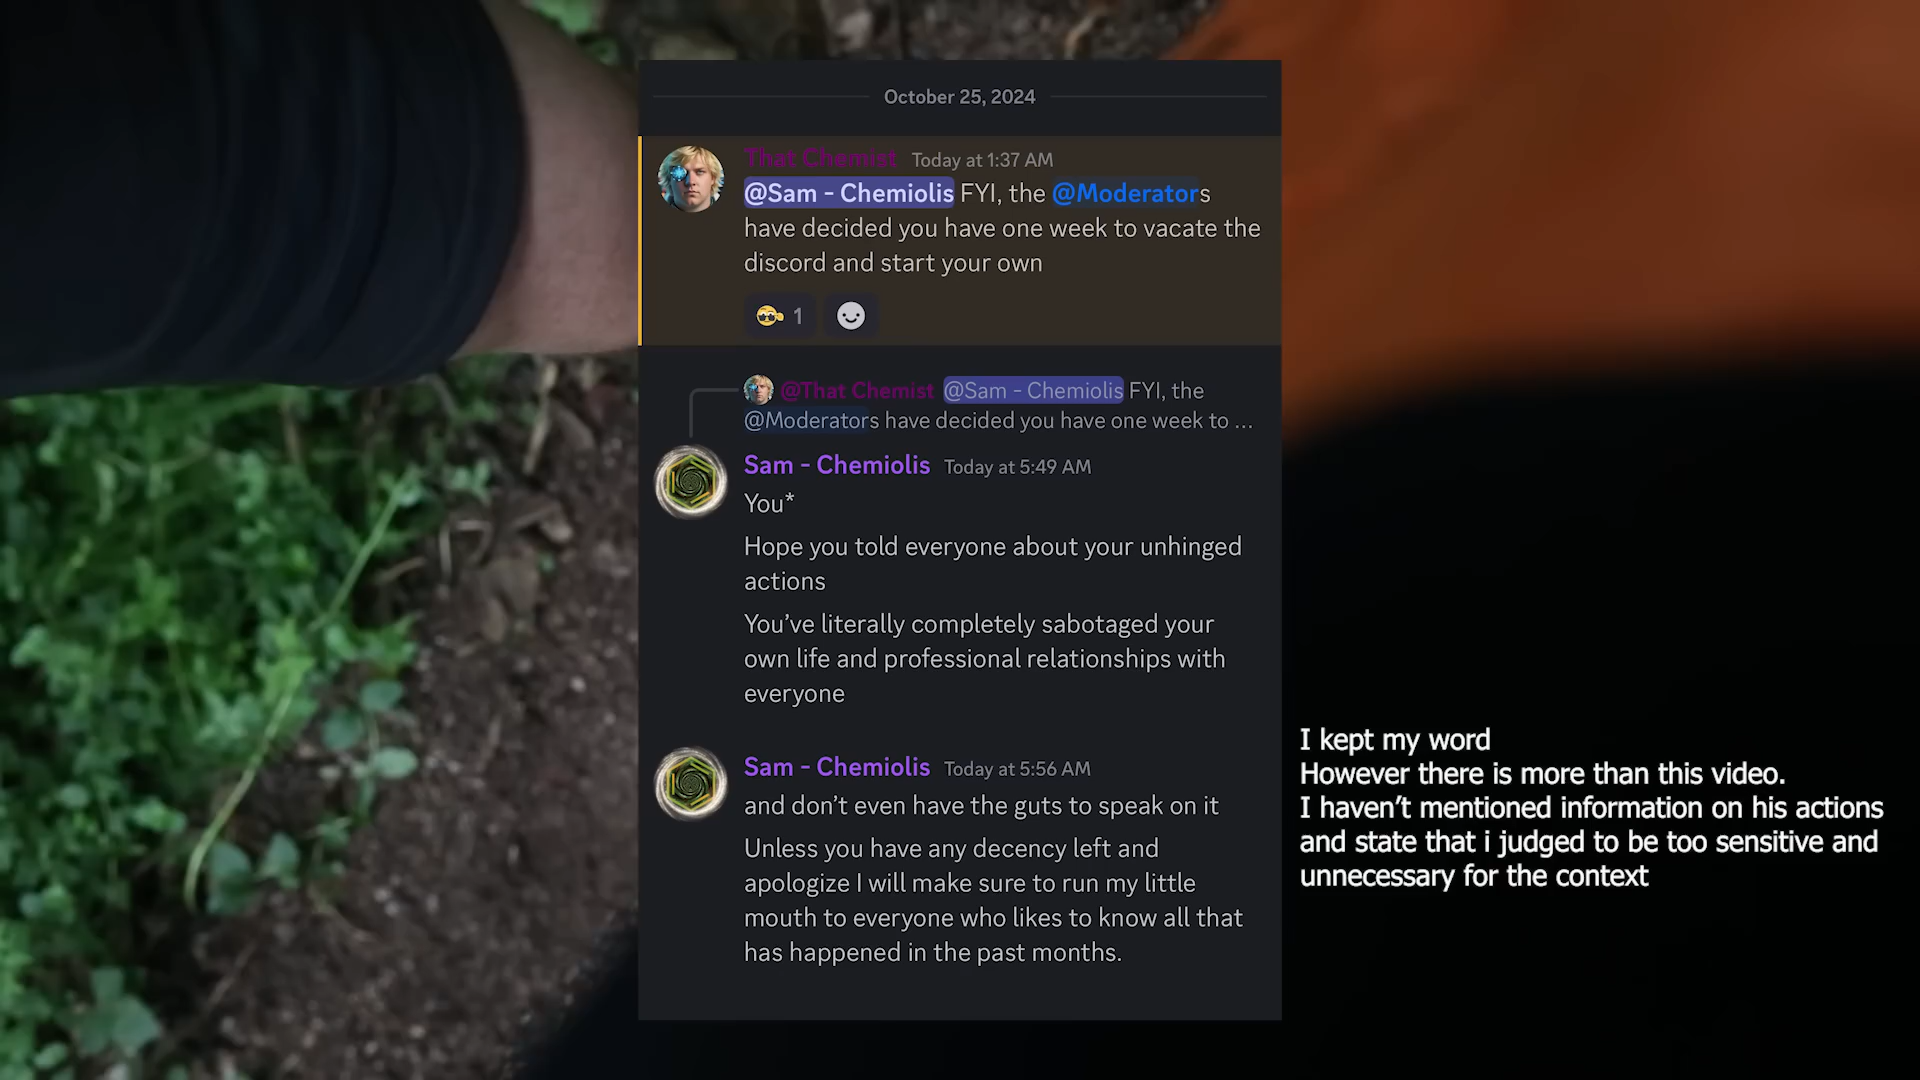 October 25, 2024
That Chemist Today at 1:37 AM
@Sam - Chemiolis FYI, the @Moderators
have decided you have one week to vacate the
discord and start your own
1
@That Chemist @Sam - Chemiolis FYI, the
@Moderators have decided you have one week to ...
Sam - Chemiolis Today at 5:49 AM
You*
Hope you told everyone about your unhinged
actions
You've literally completely sabotaged your
own life and professional relationships with
everyone
Sam - Chemiolis Today at 5:56 AM
and don't even have the guts to speak on it
Unless you have any decency left and
apologize I will make sure to run my little
mouth to everyone who likes to know all that
has happened in the past months.
I kept my word
However there is more than this video.
I haven't mentioned information on his actions
and state that i judged to be too sensitive and
unnecessary for the context